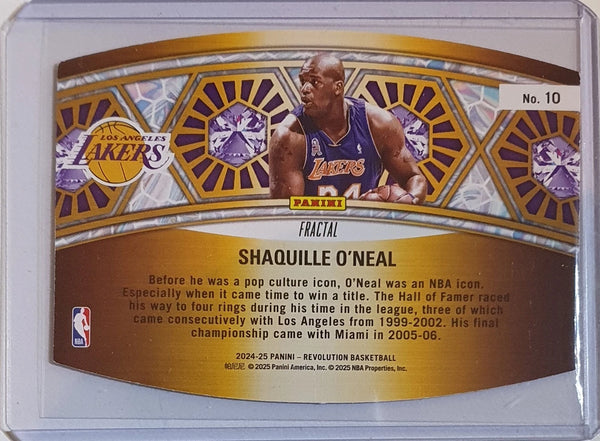 No. 10
LOS ANGELES
LAKERS
LAKERS
34
PANINI
FRACTAL
SHAQUILLE O'NEAL
Before he was a pop culture icon, O'Neal was an NBA icon.
Especially when it came time to win a title. The Hall of Famer raced
his way to four rings during his time in the league, three of which
came consecutively with Los Angeles from 1999-2002. His final
championship came with Miami in 2005-06.
NBA
2024-25 PANINI – REVOLUTION BASKETBALL
帕尼尼 © 2025 Panini America, Inc. © 2025 NBA Properties, Inc.